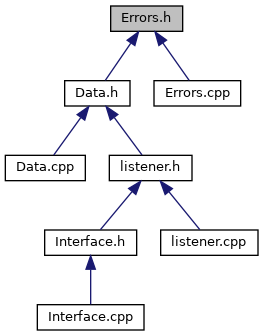 Errors.h
Data.h
Errors.cpp
Data.cpp
listener.h
Interface.h
listener.cpp
Interface.cpp